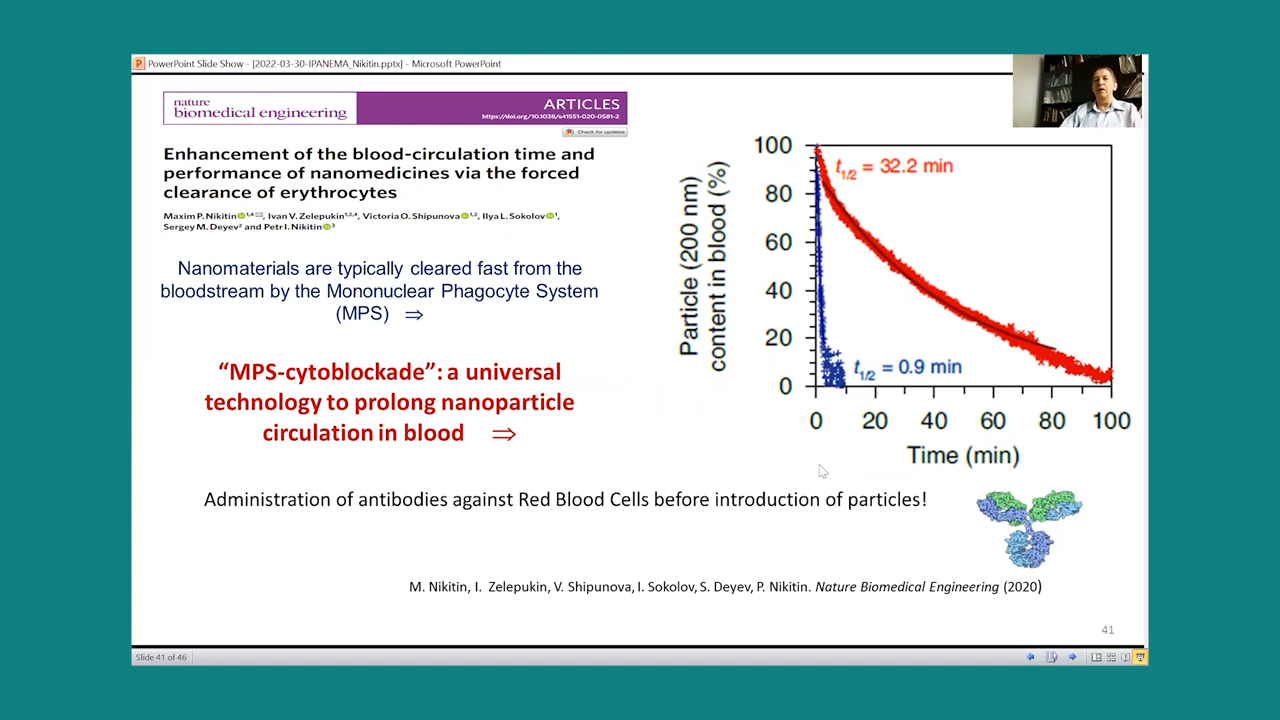 PowerPoint Slide Show - [2022-03-30-IPANEMA_Nikitin.pptx] - Microsoft PowerPoint
nature
biomedical engineering
ARTICLES
https://doi.org/10.1038/s41551-020-0581-2
Check for updates
Enhancement of the blood-circulation time and
performance of nanomedicines via the forced
clearance of erythrocytes
Maxim P. Nikitin 1,4, Ivan V. Zelepukin1,2,4, Victoria O. Shipunova 1,2, Ilya L. Sokolov 1,
Sergey M. Deyev2 and Petr I. Nikitin 3
Nanomaterials are typically cleared fast from the
bloodstream by the Mononuclear Phagocyte System
(MPS) ⇒
“MPS-cytoblockade”: a universal
technology to prolong nanoparticle
circulation in blood ⇒
Particle (200 nm)
content in blood (%)
100
80
60
40
20
0
t1/2 = 32.2 min
t1/2 = 0.9 min
0 20 40 60 80 100
Time (min)
Administration of antibodies against Red Blood Cells before introduction of particles!
M. Nikitin, I. Zelepukin, V. Shipunova, I. Sokolov, S. Deyev, P. Nikitin. Nature Biomedical Engineering (2020)
41
Slide 41 of 46